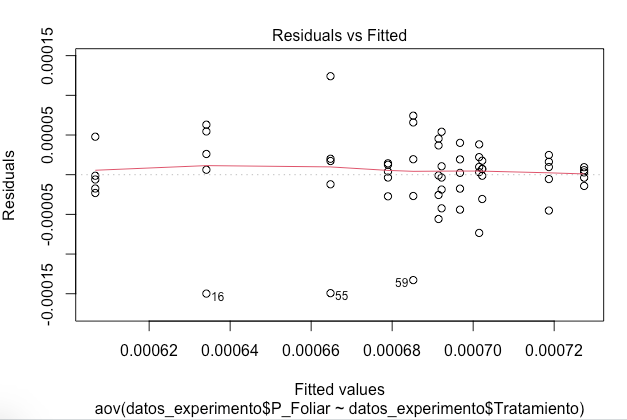 Residuals vs Fitted
Residuals
0.00015
0.00005
-0.00005
-0.00015
16
55
59
0.00062 0.00064 0.00066 0.00068 0.00070 0.00072
Fitted values
aov(datos_experimento$P_Foliar ~ datos_experimento$Tratamiento)